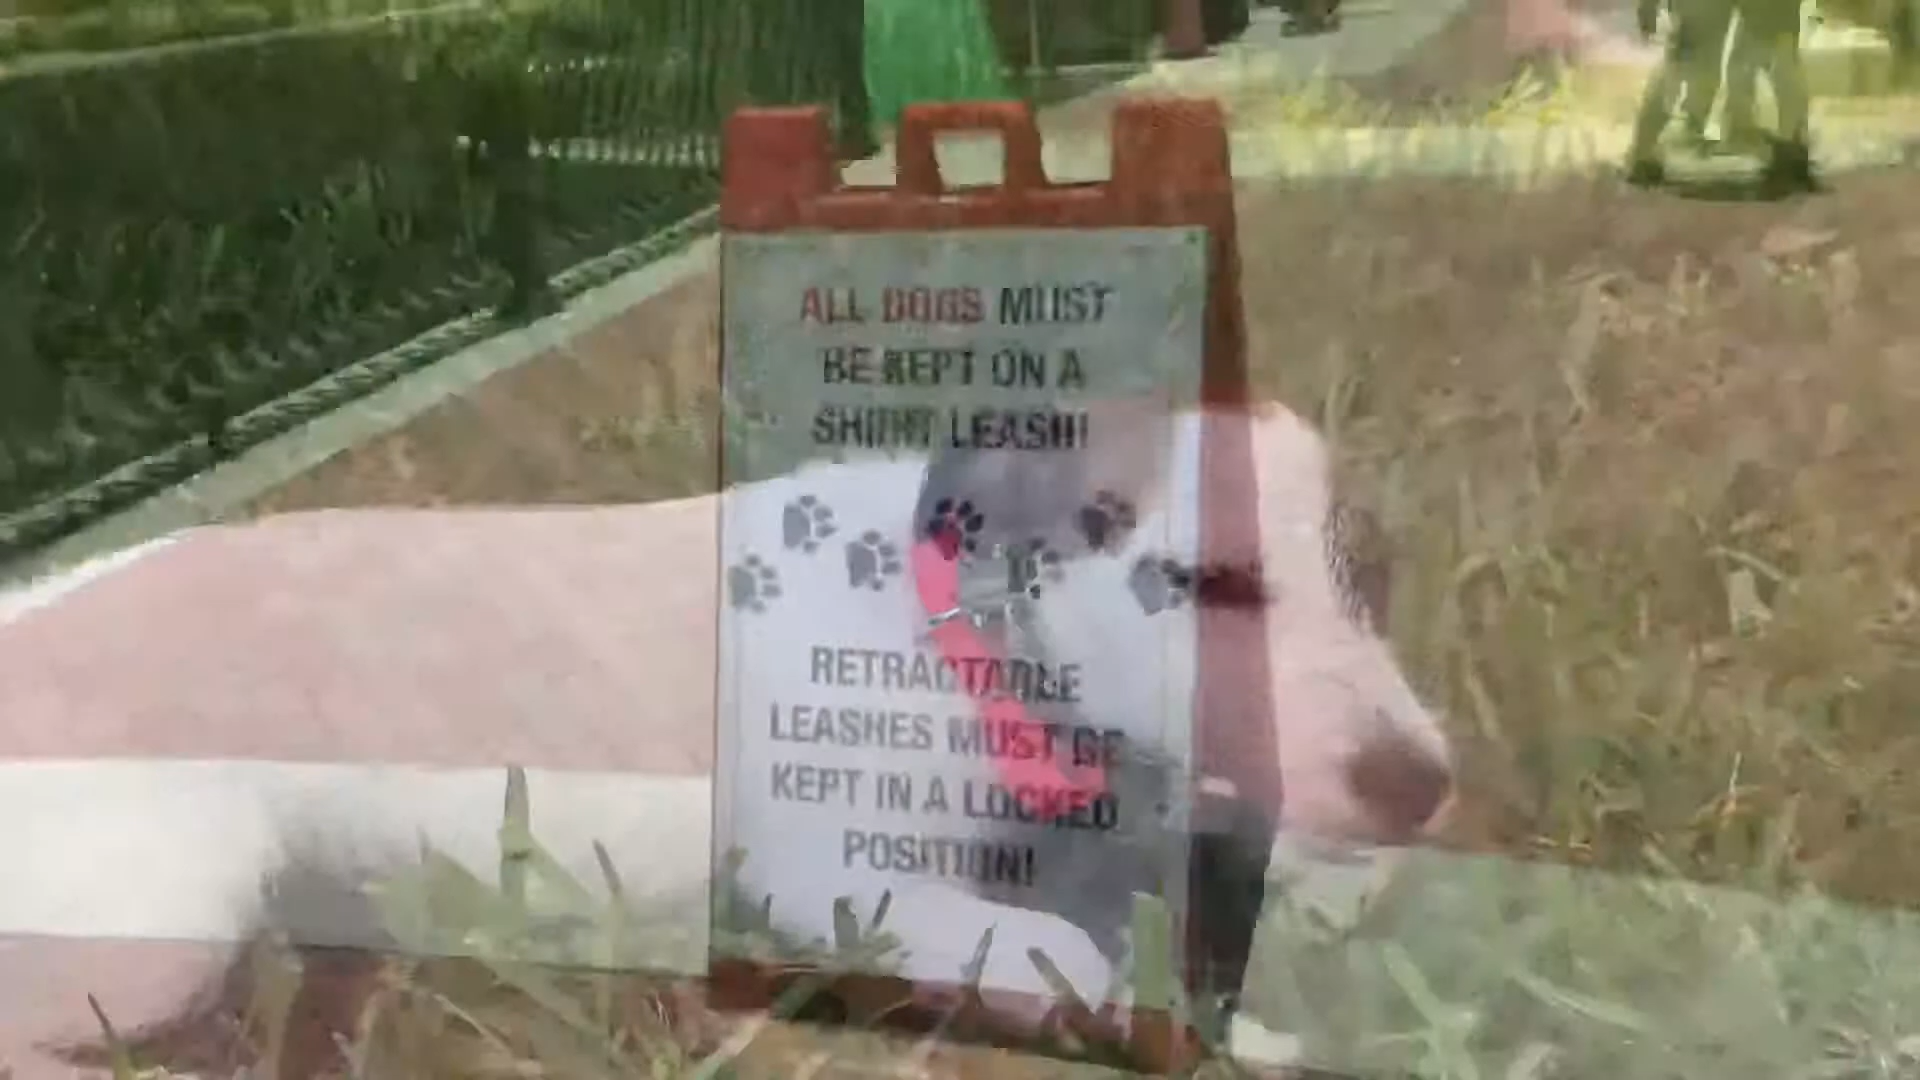 ALL DOGS MUST
BE KEPT ON A
SHORT LEASH!
RETRACTABLE
LEASHES MUST BE
KEPT IN A LOCKED
POSITION!